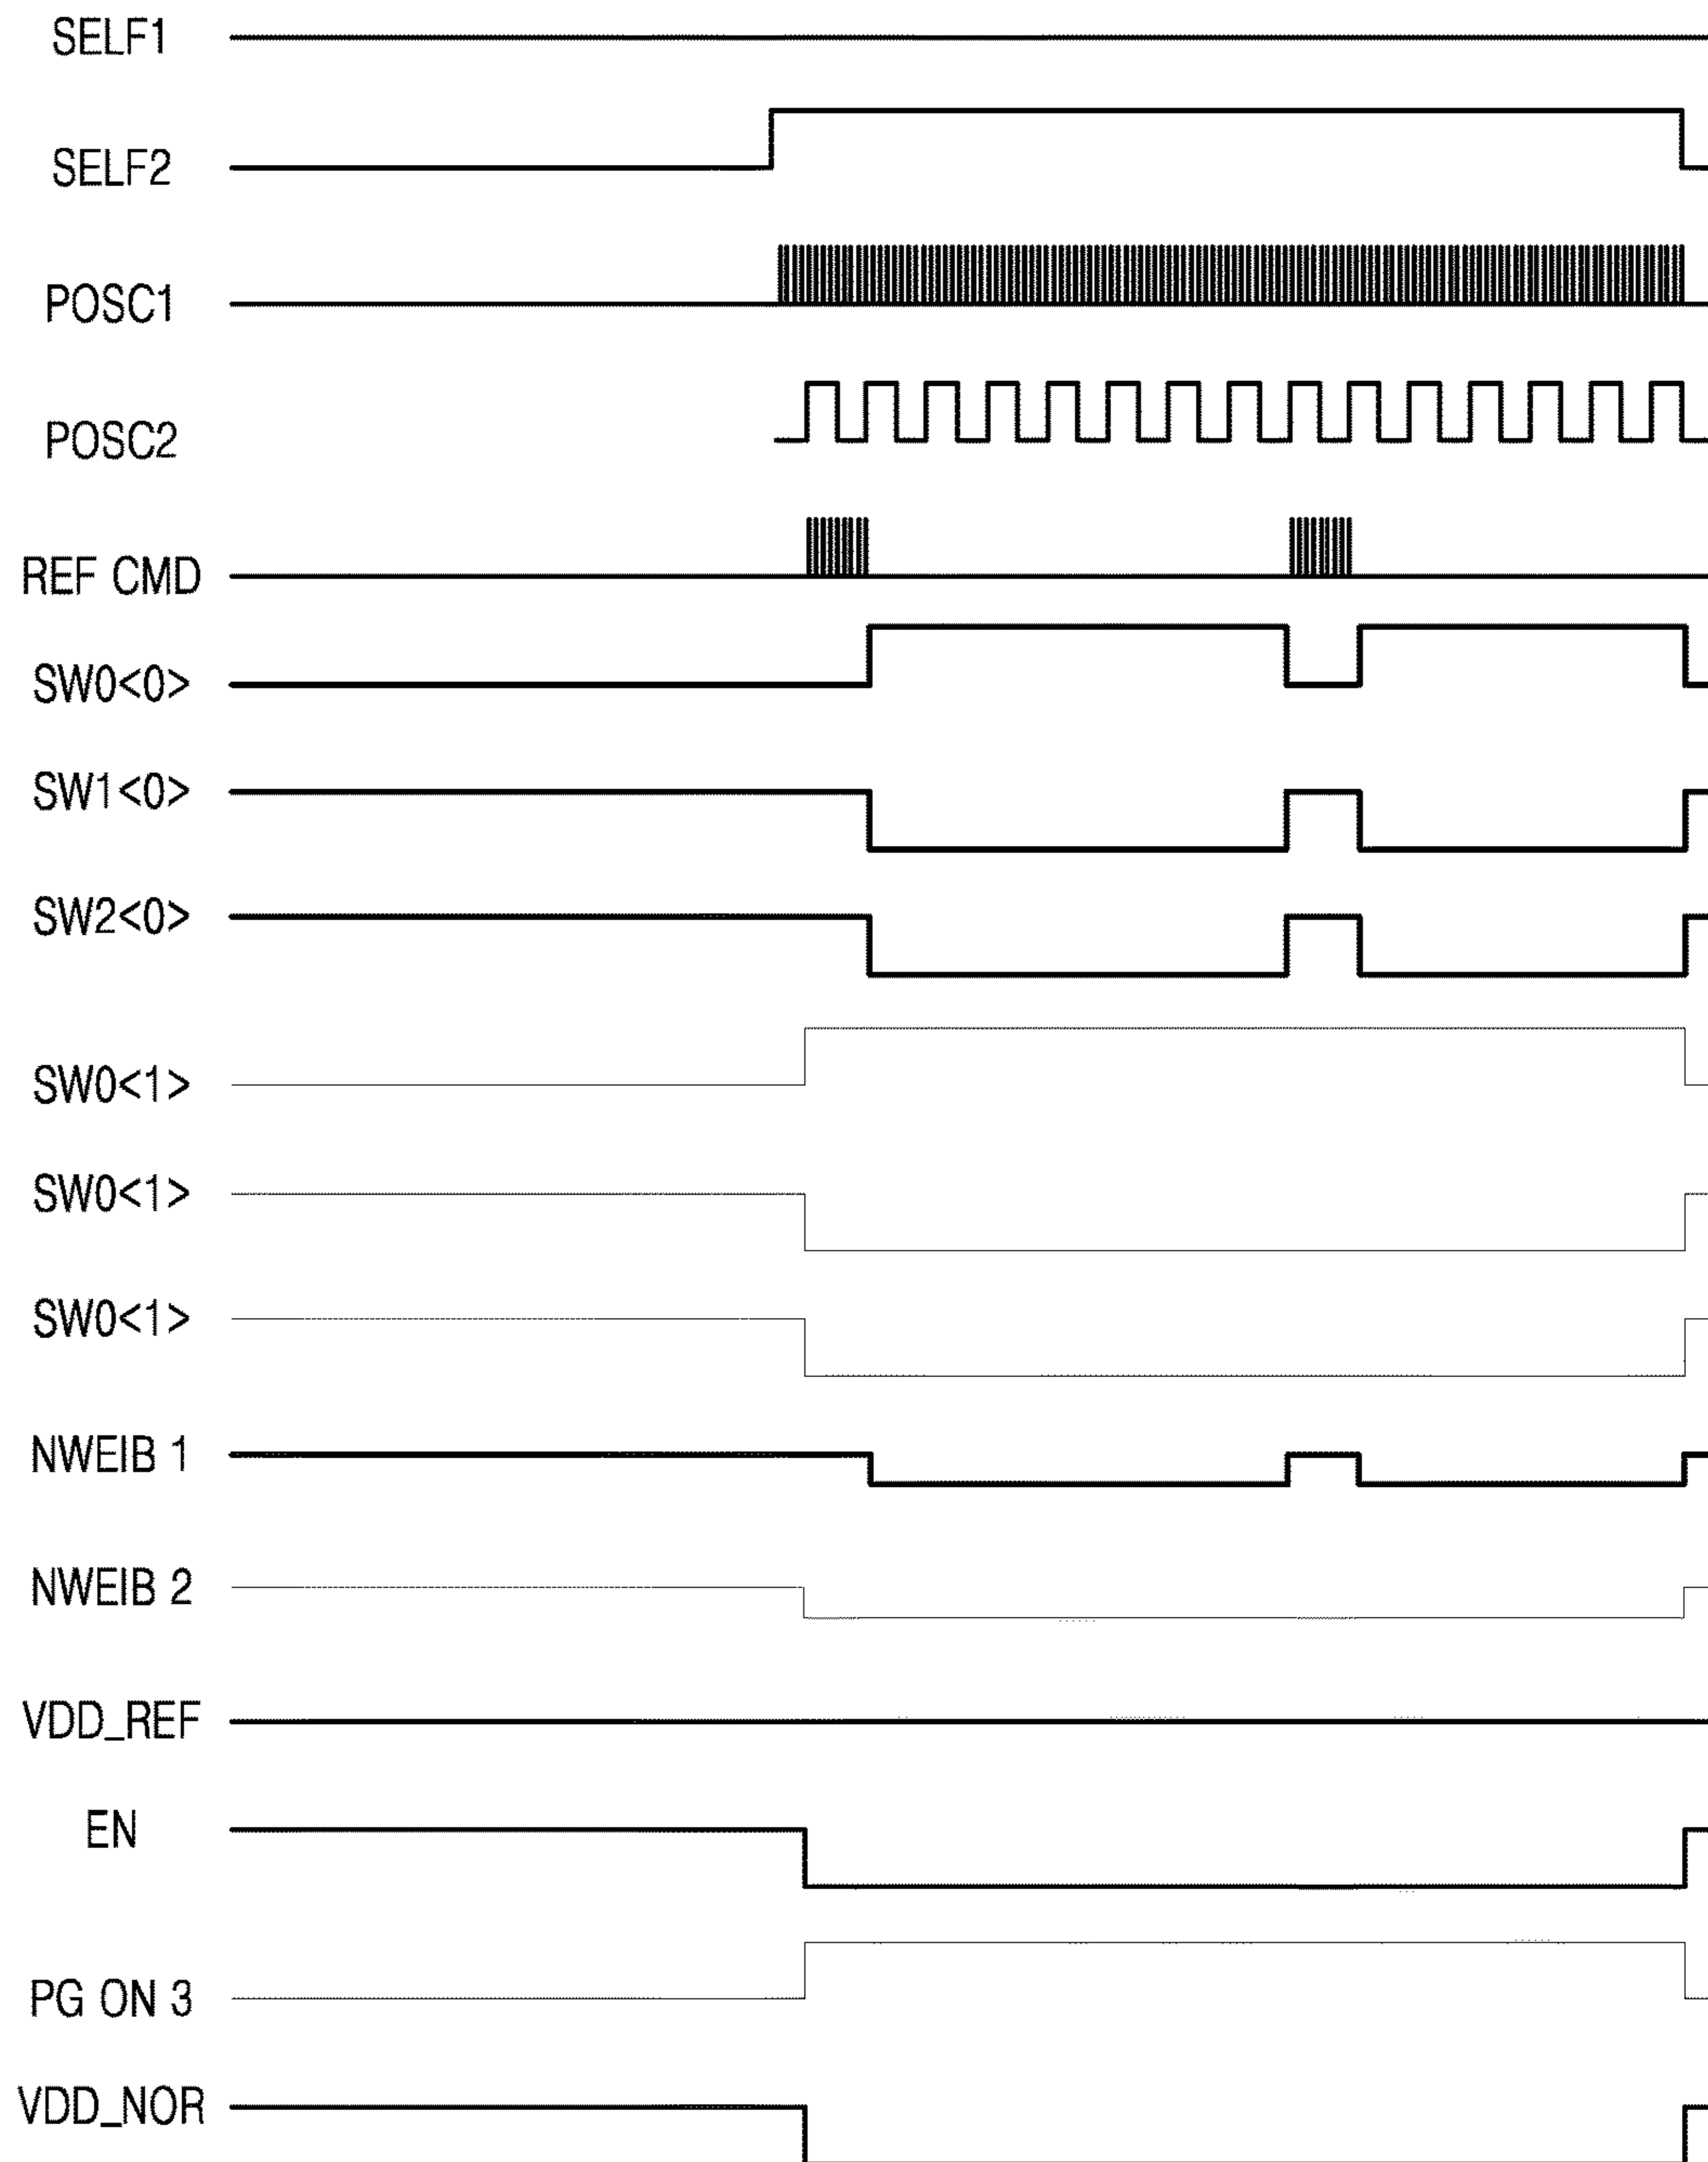 SELF1
SELF2
POSC1
POSC2
REF CMD
SW0<0>
SW1<0>
SW2<0>
SW0<1>
SW0<1>
SW0<1>
NWEIB 1
NWEIB 2
VDD_REF
EN
PG ON 3
VDD_NOR